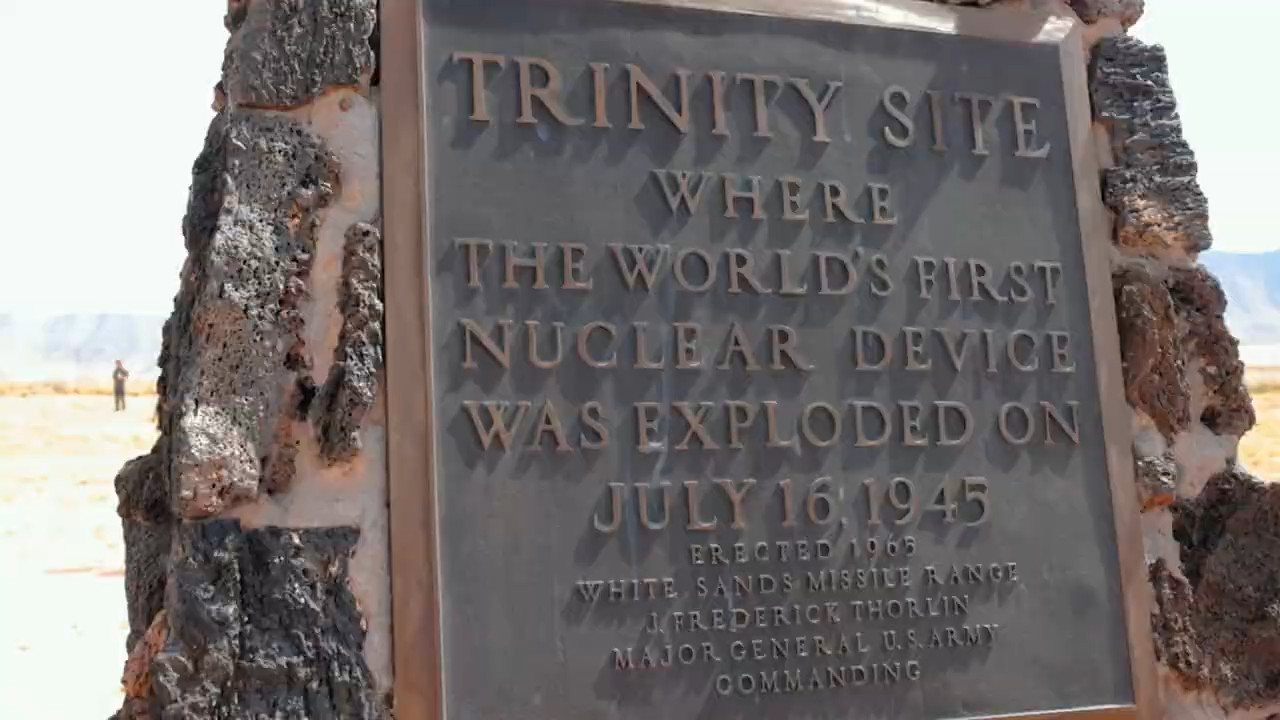 TRINITY SITE
WHERE
THE WORLD'S FIRST
NUCLEAR DEVICE
WAS EXPLODED ON
JULY 16, 1945
ERECTED 1965
WHITE SANDS MISSILE RANGE
J. FREDERICK THORLIN
MAJOR GENERAL U.S. ARMY
COMMANDING